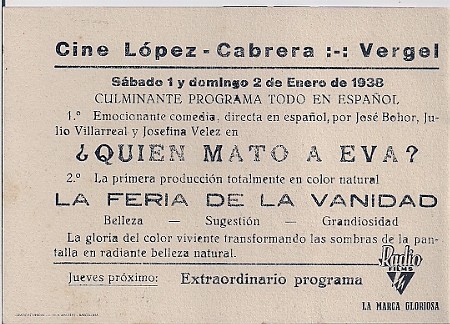 Cine López - Cabrera :-: Vergel
Sábado 1 y domingo 2 de Enero de 1938
CULMINANTE PROGRAMA TODO EN ESPAÑOL
1.º Emocionante comedia, directa en español, por José Bohor, Ju-
lio Villarreal y Josefina Velez en
¿QUIEN MATO A EVA?
2.º La primera producción totalmente en color natural
LA FERIA DE LA VANIDAD
Belleza — Sugestión — Grandiosidad
La gloria del color viviente transformando las sombras de la pan-
talla en radiante belleza natural.
Jueves próximo: Extraordinario programa
Radio
FILMS
LA MARCA GLORIOSA